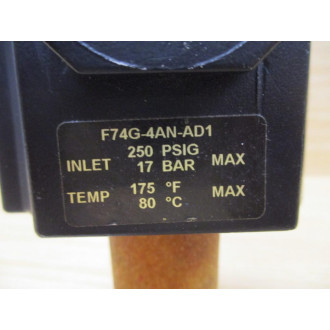 F74G-4AN-AD1
250 PSIG
INLET 17 BAR MAX
175 °F
TEMP 80 °C MAX